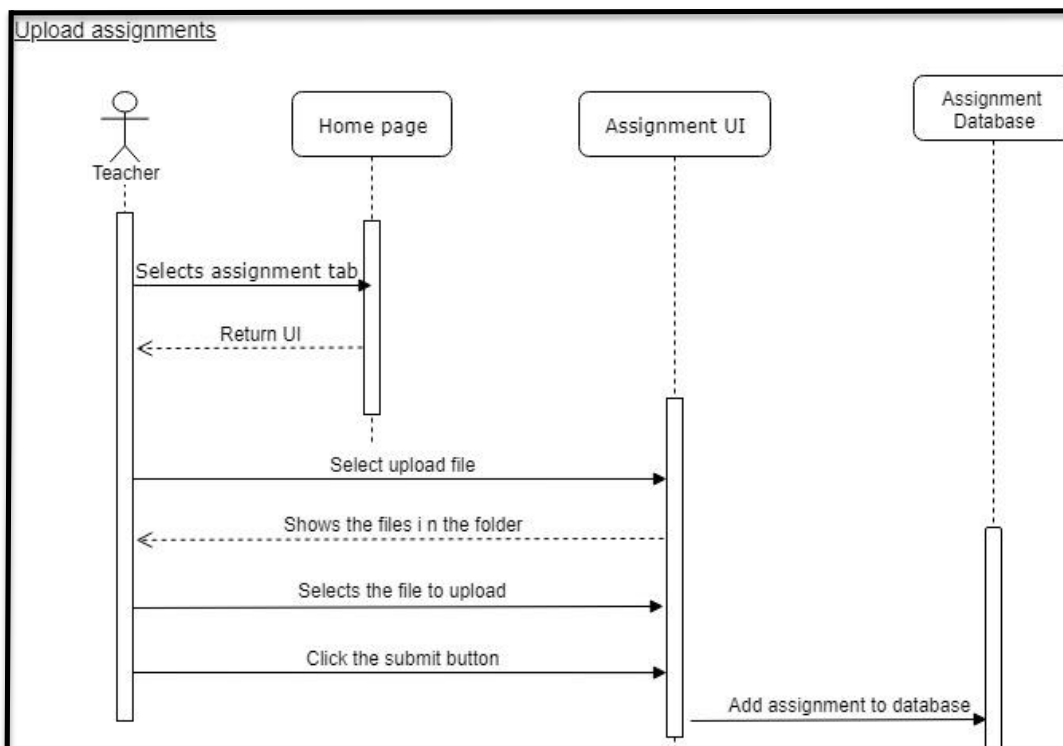 Upload assignments
Teacher
Home page
Assignment UI
Assignment
Database
Selects assignment tab
Return UI
Select upload file
Shows the files i n the folder
Selects the file to upload
Click the submit button
Add assignment to database